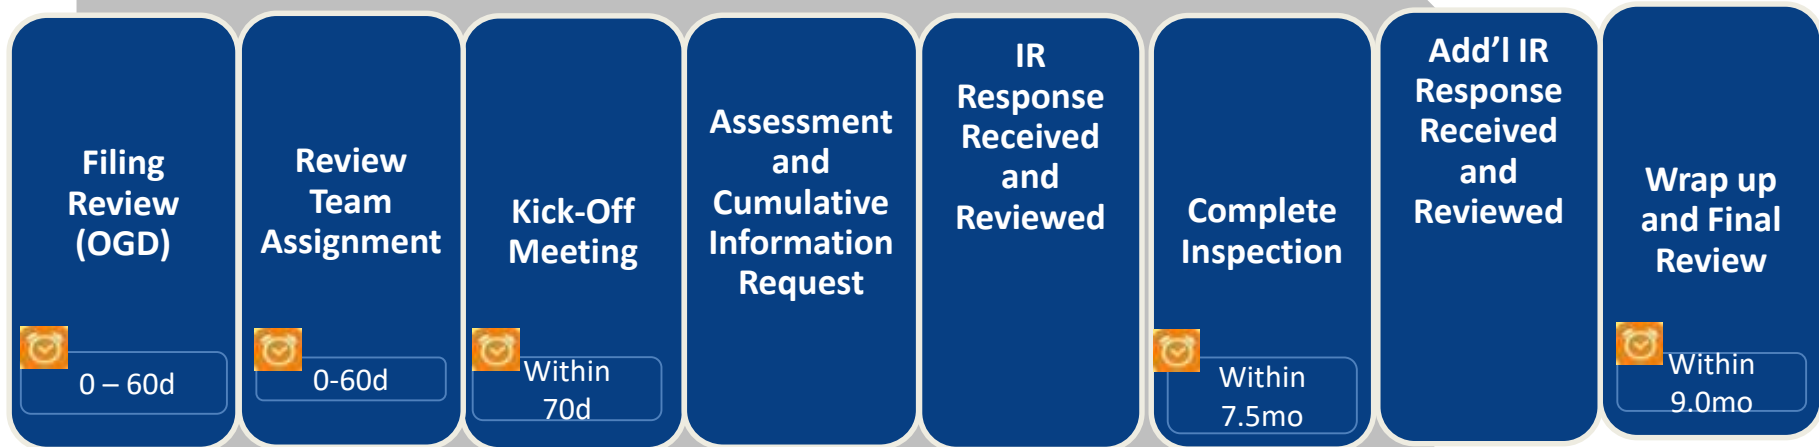 Filing
Review
(OGD)
0 – 60d
Review
Team
Assignment
0-60d
Kick-Off
Meeting
Within
70d
Assessment
and
Cumulative
Information
Request
IR
Response
Received
and
Reviewed
Complete
Inspection
Within
7.5mo
Add’l IR
Response
Received
and
Reviewed
Wrap up
and Final
Review
Within
9.0mo